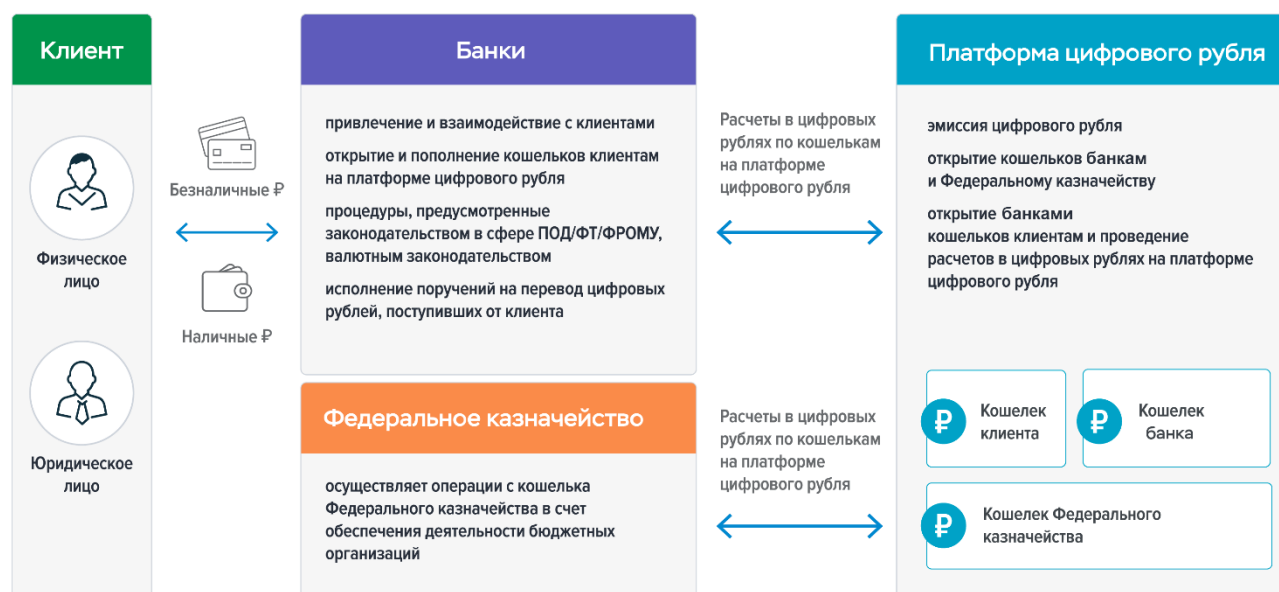 Клиент
Физическое
лицо
Юридическое
лицо
Безналичные ₽
Наличные ₽
Банки
привлечение и взаимодействие с клиентами
открытие и пополнение кошельков клиентам
на платформе цифрового рубля
процедуры, предусмотренные
законодательством в сфере ПОД/ФТ/ФРОМУ,
валютным законодательством
исполнение поручений на перевод цифровых
рублей, поступивших от клиента
Федеральное казначейство
осуществляет операции с кошелька
Федерального казначейства в счет
обеспечения деятельности бюджетных
организаций
Расчеты в цифровых
рублях по кошелькам
на платформе
цифрового рубля
Расчеты в цифровых
рублях по кошелькам
на платформе
цифрового рубля
Платформа цифрового рубля
эмиссия цифрового рубля
открытие кошельков банкам
и Федеральному казначейству
открытие банками
кошельков клиентам и проведение
расчетов в цифровых рублях на платформе
цифрового рубля
₽
Кошелек
клиента
₽
Кошелек
банка
₽
Кошелек Федерального
казначейства